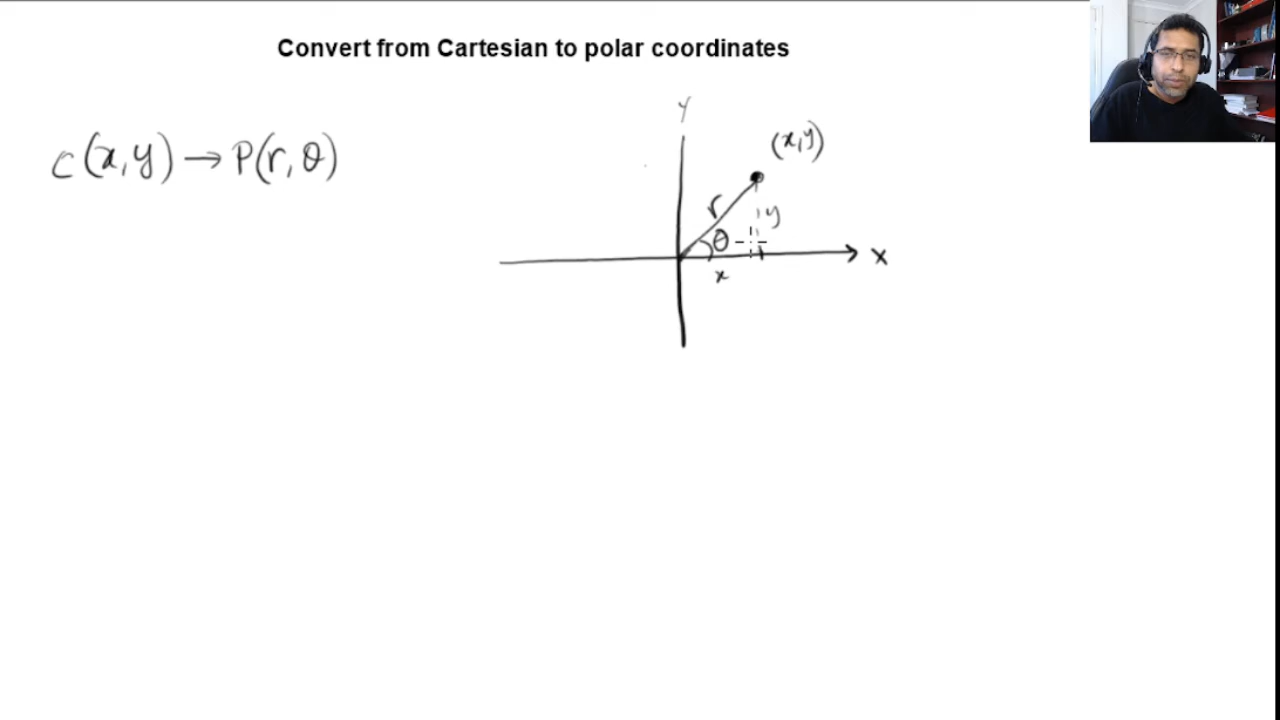 Convert from Cartesian to polar coordinates
C(x,y) → P(r, θ)
y
(x,y)
r
y
θ
x
x